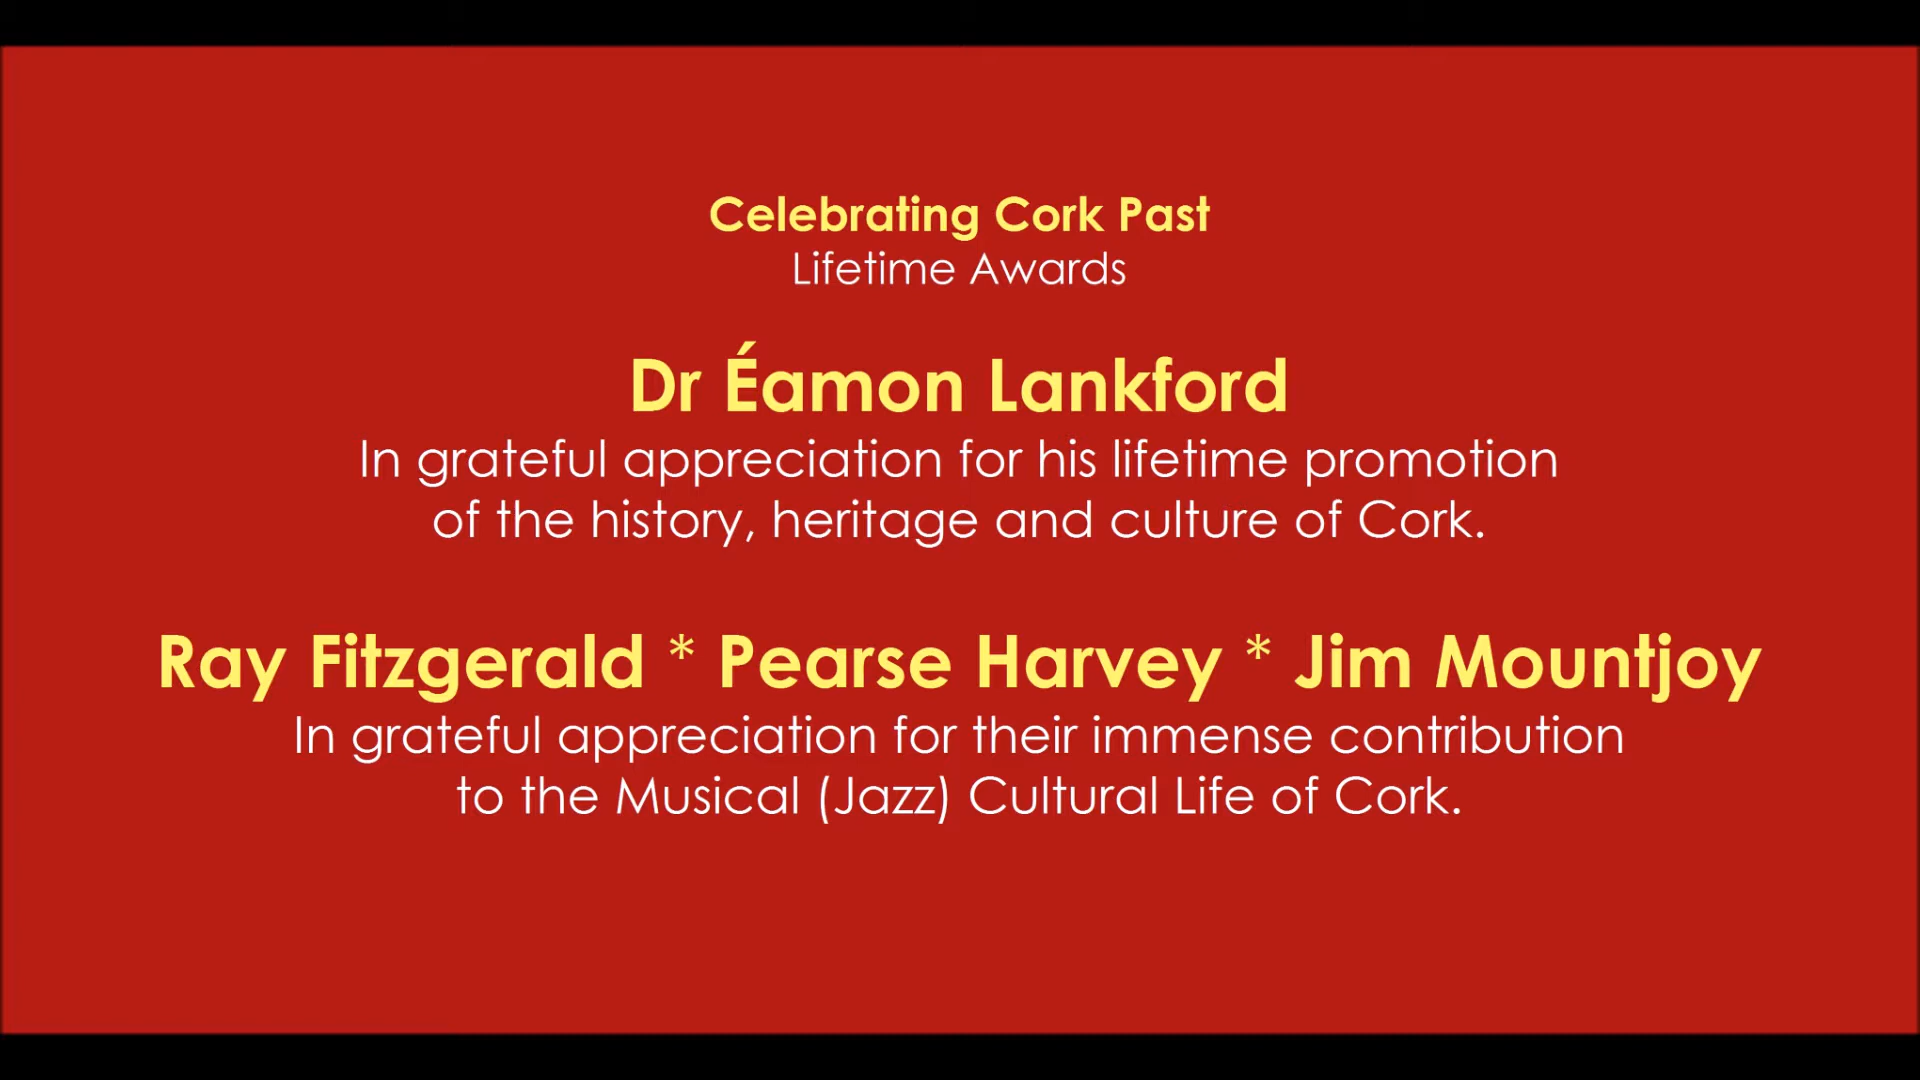 Celebrating Cork Past
Lifetime Awards
Dr Éamon Lankford
In grateful appreciation for his lifetime promotion
of the history, heritage and culture of Cork.
Ray Fitzgerald * Pearse Harvey * Jim Mountjoy
In grateful appreciation for their immense contribution
to the Musical (Jazz) Cultural Life of Cork.